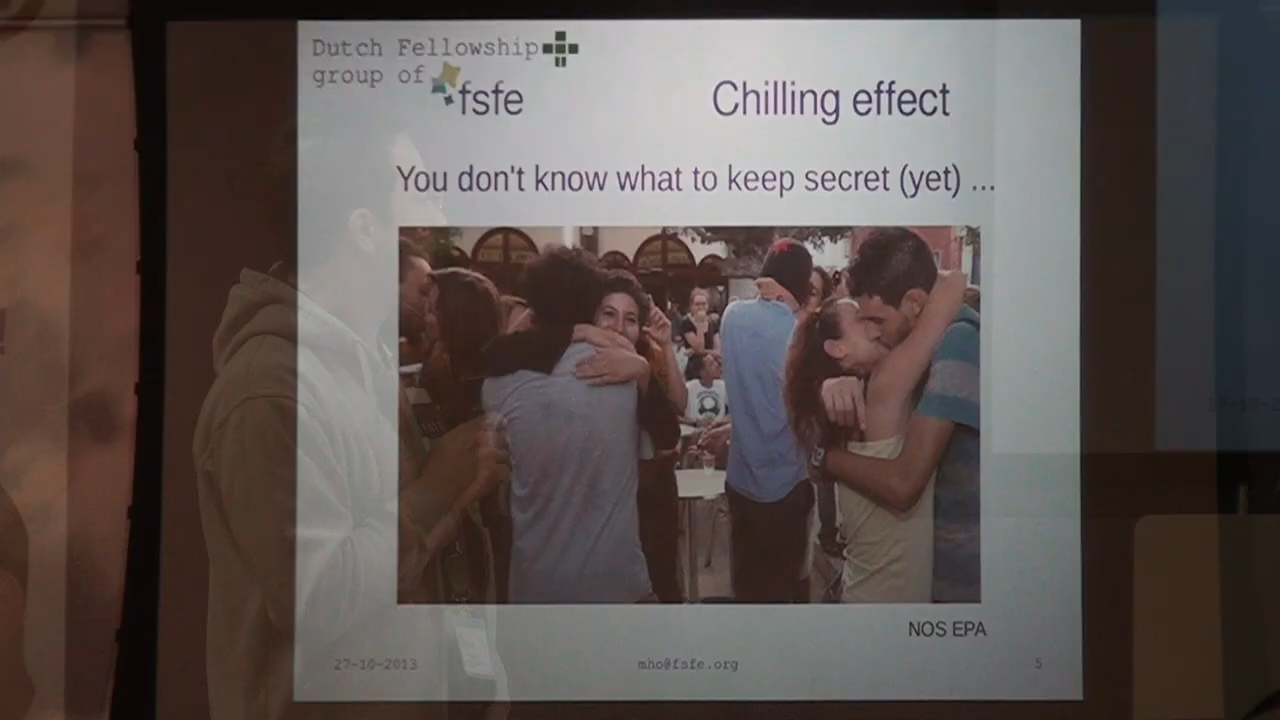 Dutch Fellowship
group of
fsfe
Chilling effect
You don't know what to keep secret (yet) ...
NOS EPA
27-10-2013
mho@fsfe.org
5